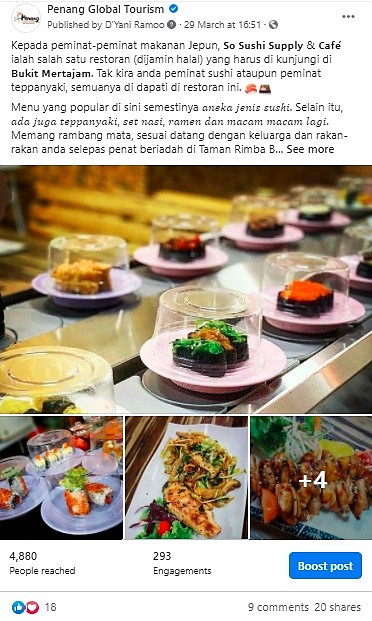 Penang Global Tourism
Published by D'Yani Ramoo · 29 March at 16:51 ·
Kepada peminat-peminat makanan Jepun, So Sushi Supply & Café
ialah salah satu restoran (dijamin halal) yang harus di kunjungi di
Bukit Mertajam. Tak kira anda peminat sushi ataupun peminat
teppanyaki, semuanya di dapati di restoran ini. 🍣🍱
Menu yang popular di sini semestinya aneka jenis sushi. Selain itu,
ada juga teppanyaki, set nasi, ramen dan macam macam lagi.
Memang rambang mata, sesuai datang dengan keluarga dan rakan-
rakan anda selepas penat beriadah di Taman Rimba B... See more
+4
4,880
People reached
293
Engagements
Boost post
18
9 comments 20 shares